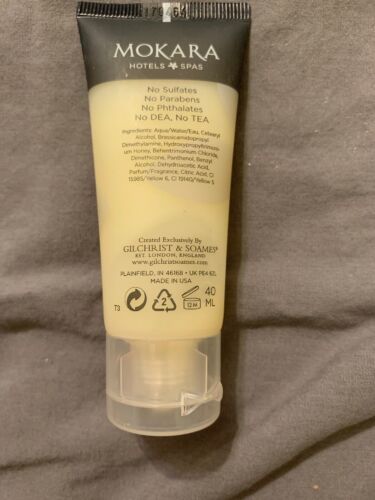 MOKARA
HOTELS SPAS
No Sulfates
No Parabens
No Phthalates
No DEA, No TEA
Ingredients: Aqua/Water/Eau, Cetearyl
Alcohol, Brassicamidopropyl
Dimethylamine, Hydroxypropyltrimoni-
um Honey, Behentrimonium Chloride,
Dimethicone, Panthenol, Benzyl
Alcohol, Dehydroacetic Acid,
Parfum/Fragrance, Citric Acid, CI
15985/Yellow 6, CI 19140/Yellow 5
Created Exclusively By
GILCHRIST & SOAMES®
EST. LONDON, ENGLAND
www.gilchristsoames.com
PLAINFIELD, IN 46168 • UK PE4 6ZL
MADE IN USA
T3
2
12 M
40
ML